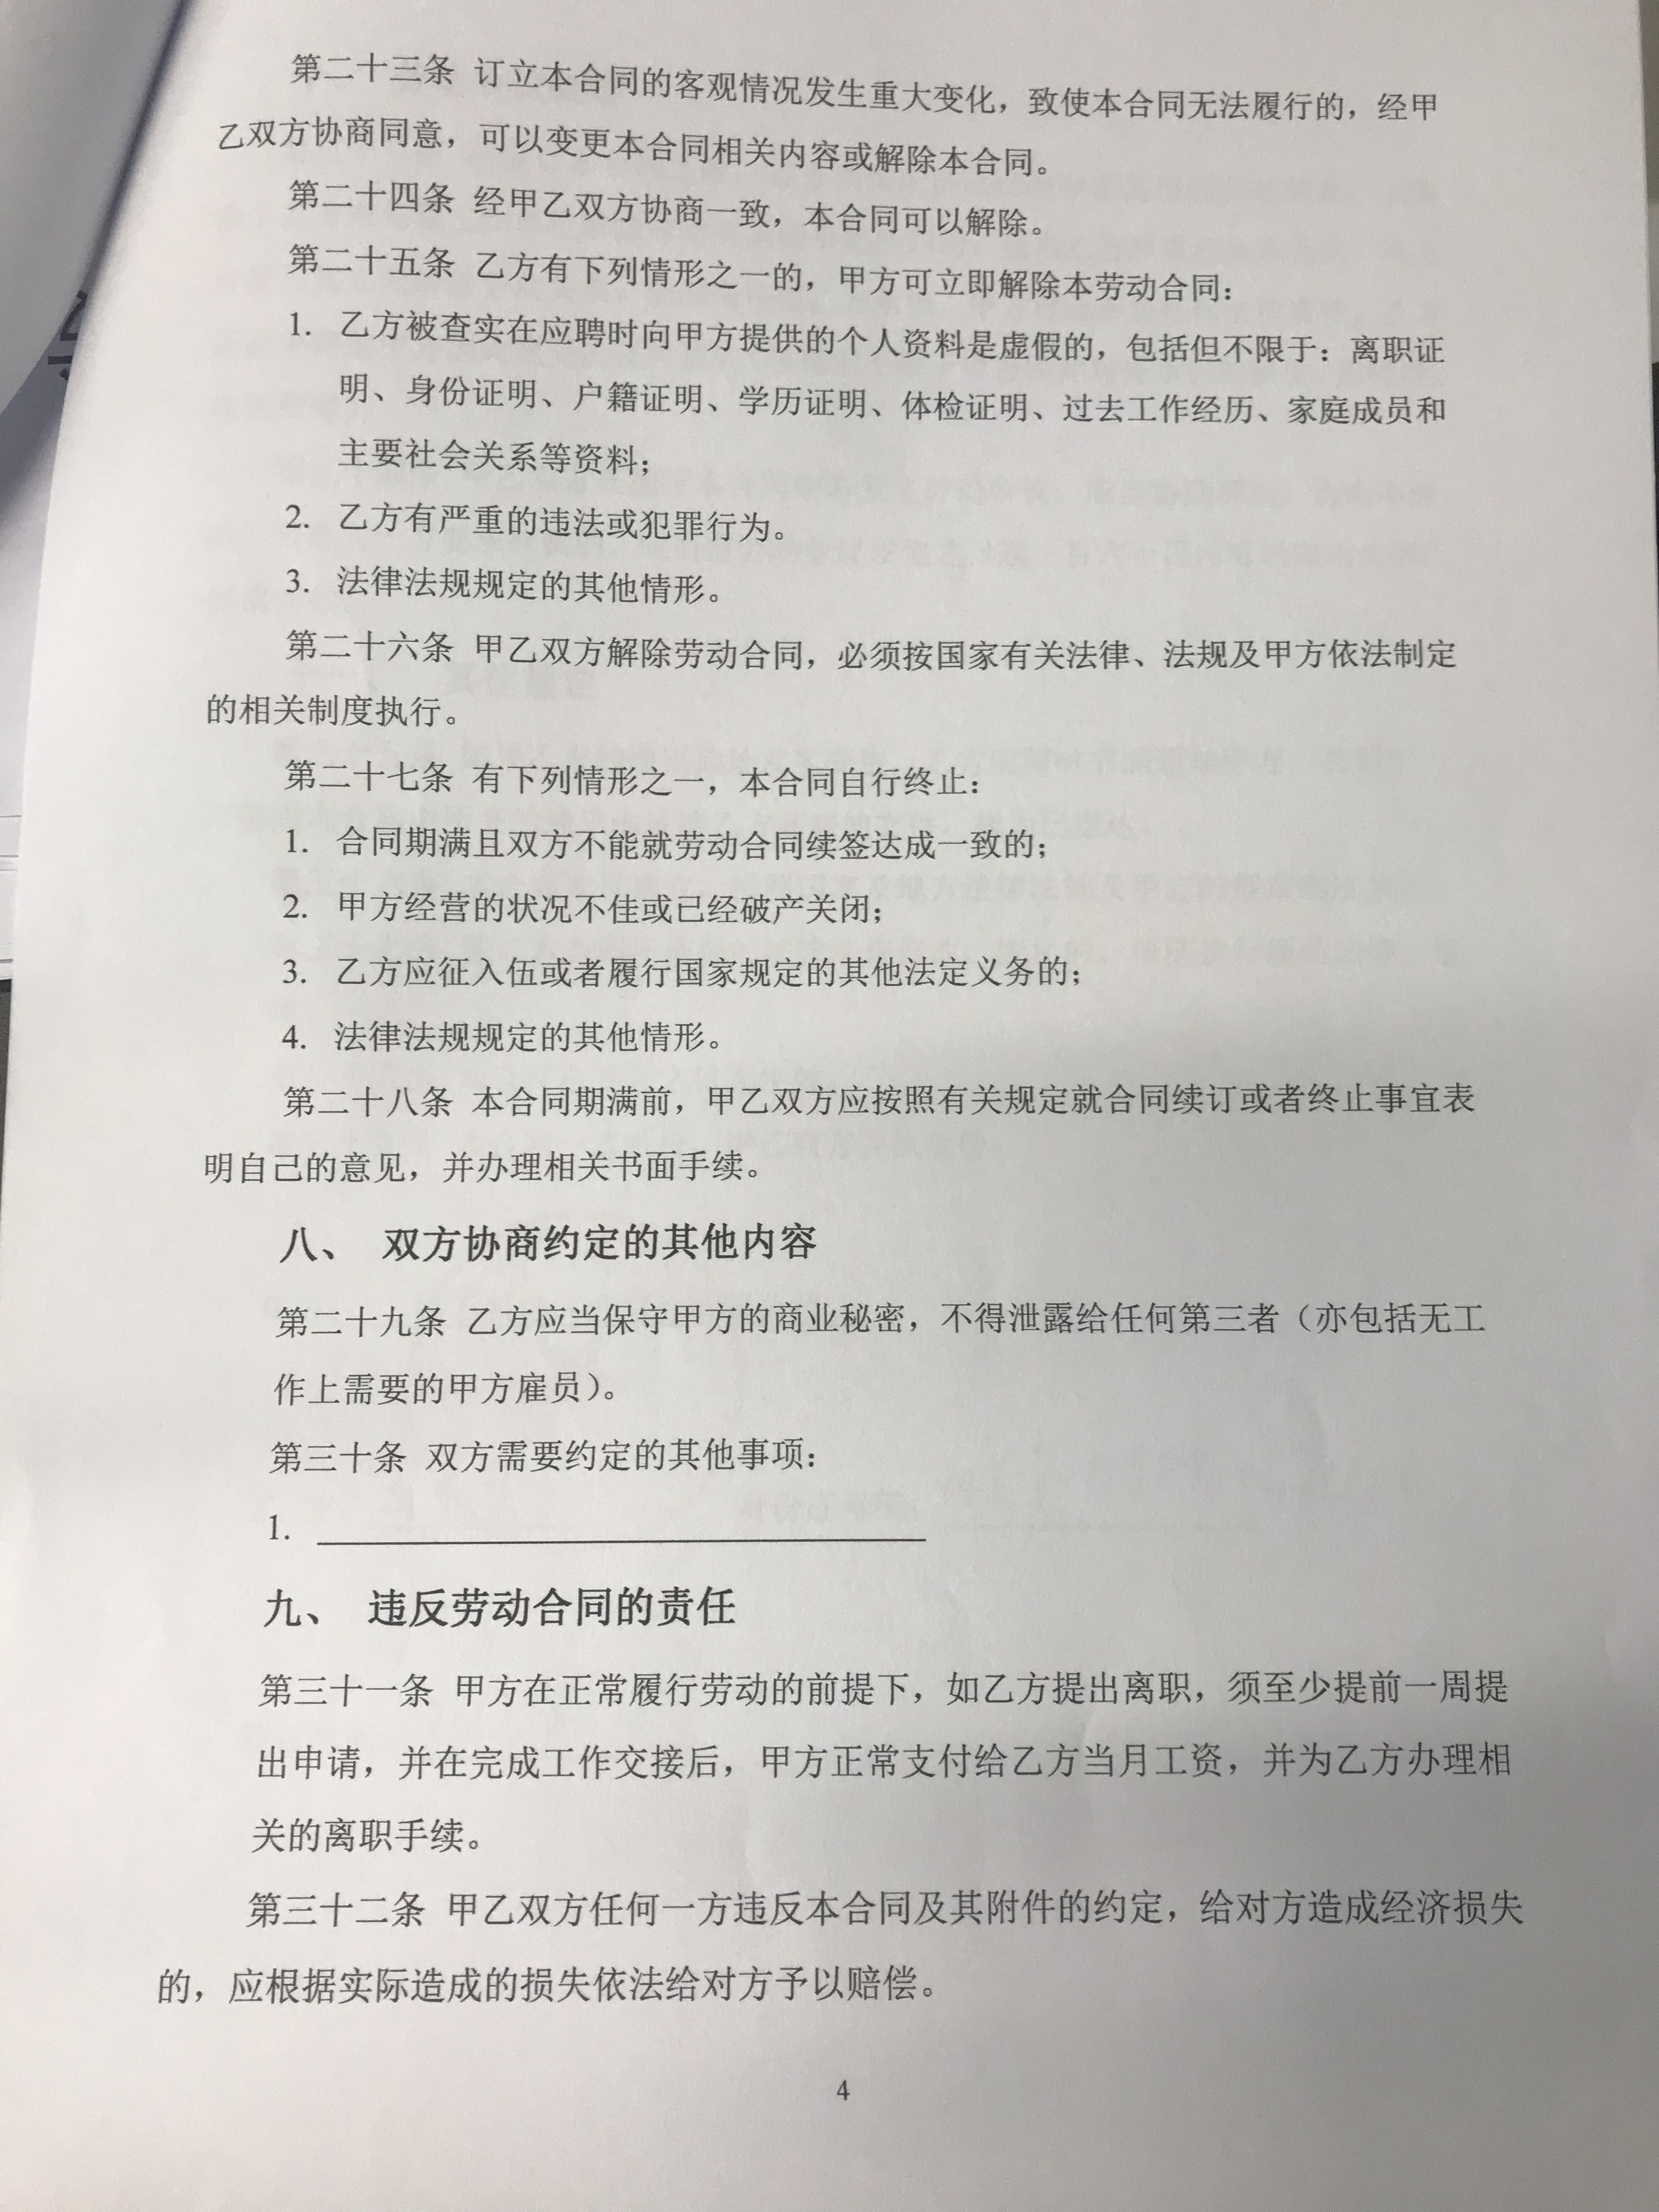 第二十三条 订立本合同的客观情况发生重大变化，致使本合同无法履行的，经甲
乙双方协商同意，可以变更本合同相关内容或解除本合同。
第二十四条 经甲乙双方协商一致，本合同可以解除。
第二十五条 乙方有下列情形之一的，甲方可立即解除本劳动合同：
1. 乙方被查实在应聘时向甲方提供的个人资料是虚假的，包括但不限于：离职证
明、身份证明、户籍证明、学历证明、体检证明、过去工作经历、家庭成员和
主要社会关系等资料；
2. 乙方有严重的违法或犯罪行为。
3. 法律法规规定的其他情形。
第二十六条 甲乙双方解除劳动合同，必须按国家有关法律、法规及甲方依法制定
的相关制度执行。
第二十七条 有下列情形之一，本合同自行终止：
1. 合同期满且双方不能就劳动合同续签达成一致的；
2. 甲方经营的状况不佳或已经破产关闭；
3. 乙方应征入伍或者履行国家规定的其他法定义务的；
4. 法律法规规定的其他情形。
第二十八条 本合同期满前，甲乙双方应按照有关规定就合同续订或者终止事宜表
明自己的意见，并办理相关书面手续。
八、 双方协商约定的其他内容
第二十九条 乙方应当保守甲方的商业秘密，不得泄露给任何第三者（亦包括无工
作上需要的甲方雇员）。
第三十条 双方需要约定的其他事项：
1.
九、 违反劳动合同的责任
第三十一条 甲方在正常履行劳动的前提下，如乙方提出离职，须至少提前一周提
出申请，并在完成工作交接后，甲方正常支付给乙方当月工资，并为乙方办理相
关的离职手续。
第三十二条 甲乙双方任何一方违反本合同及其附件的约定，给对方造成经济损失
的，应根据实际造成的损失依法给对方予以赔偿。
4